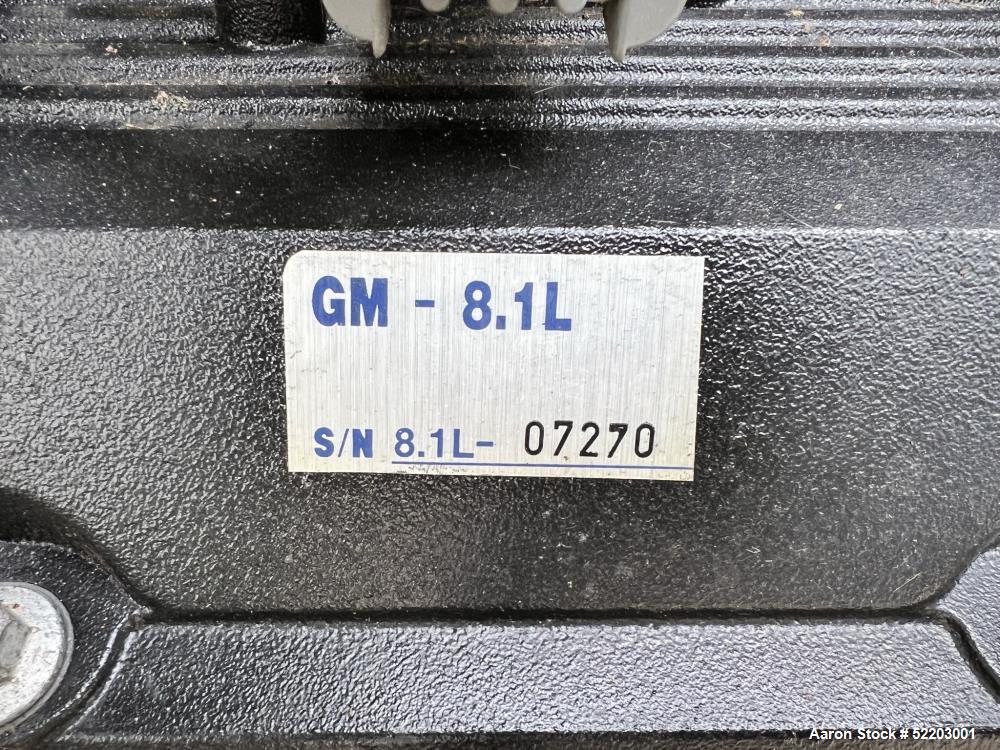 GM - 8.1L
S/N 8.1L- 07270
Aaron Stock # 52203001